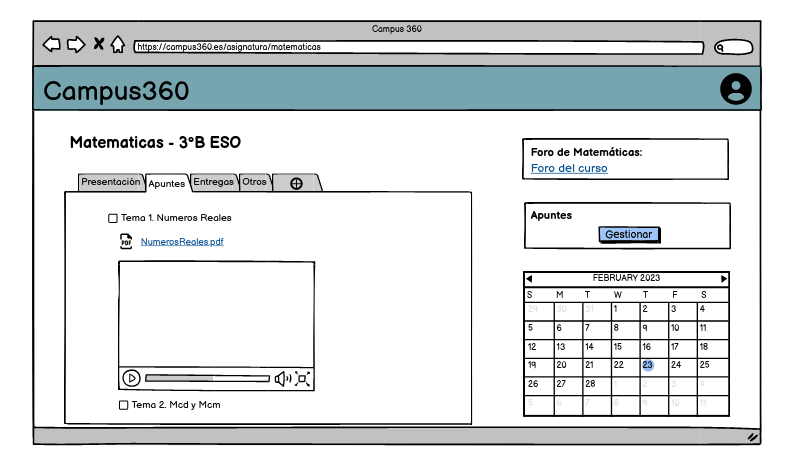 Campus 360
https://campus360.es/asignatura/matematicas
Campus360
Matematicas - 3ºB ESO
Presentación Apuntes Entregas Otros
Tema 1. Numeros Reales
PDF NumerosReales.pdf
Tema 2. Mcd y Mcm
Foro de Matemáticas:
Foro del curso
Apuntes
Gestionar
FEBRUARY 2023
S M T W T F S
29 30 31 1 2 3 4
5 6 7 8 9 10 11
12 13 14 15 16 17 18
19 20 21 22 23 24 25
26 27 28 1 2 3 4
5 6 7 8 9 10 11